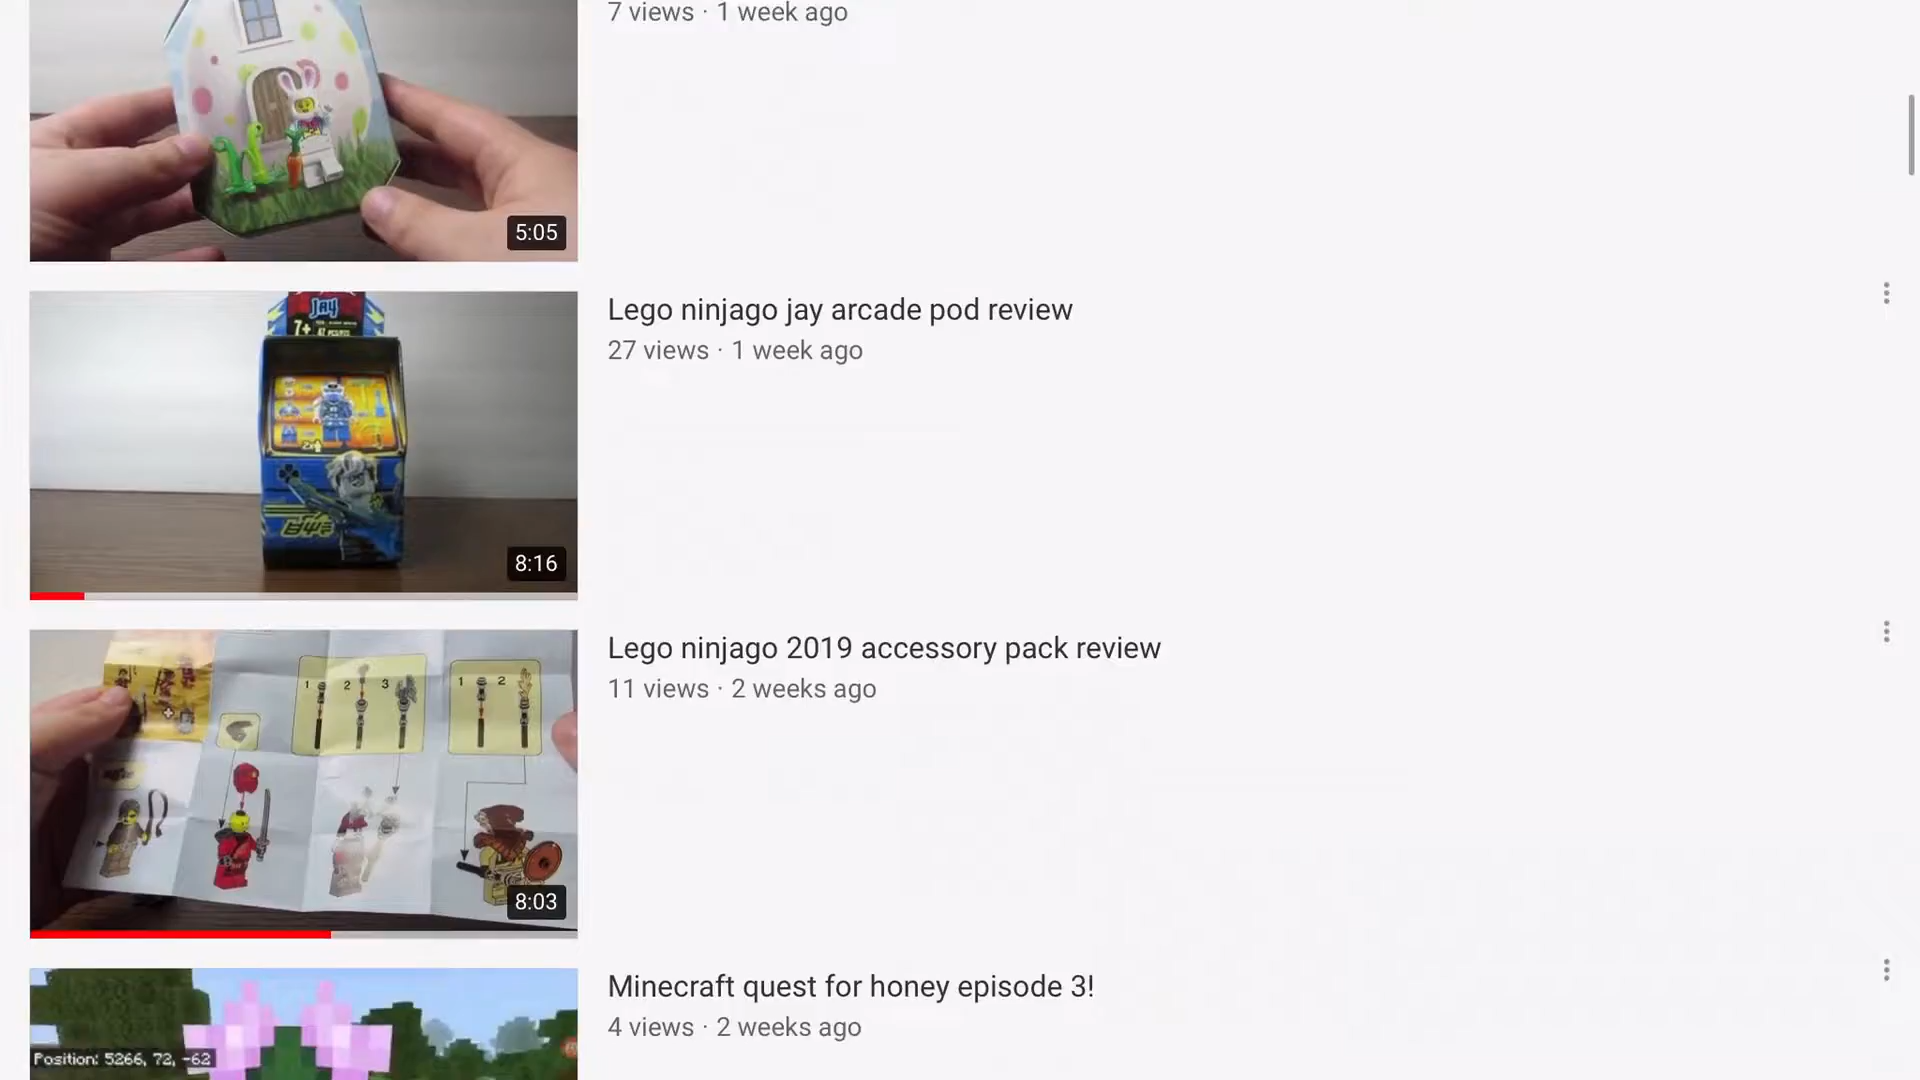 7 views · 1 week ago
5:05
Jay
7+
Lego ninjago jay arcade pod review
27 views · 1 week ago
8:16
Lego ninjago 2019 accessory pack review
11 views · 2 weeks ago
1 2 3
1 2
8:03
Minecraft quest for honey episode 3!
4 views · 2 weeks ago
Position: 5266, 72, -62